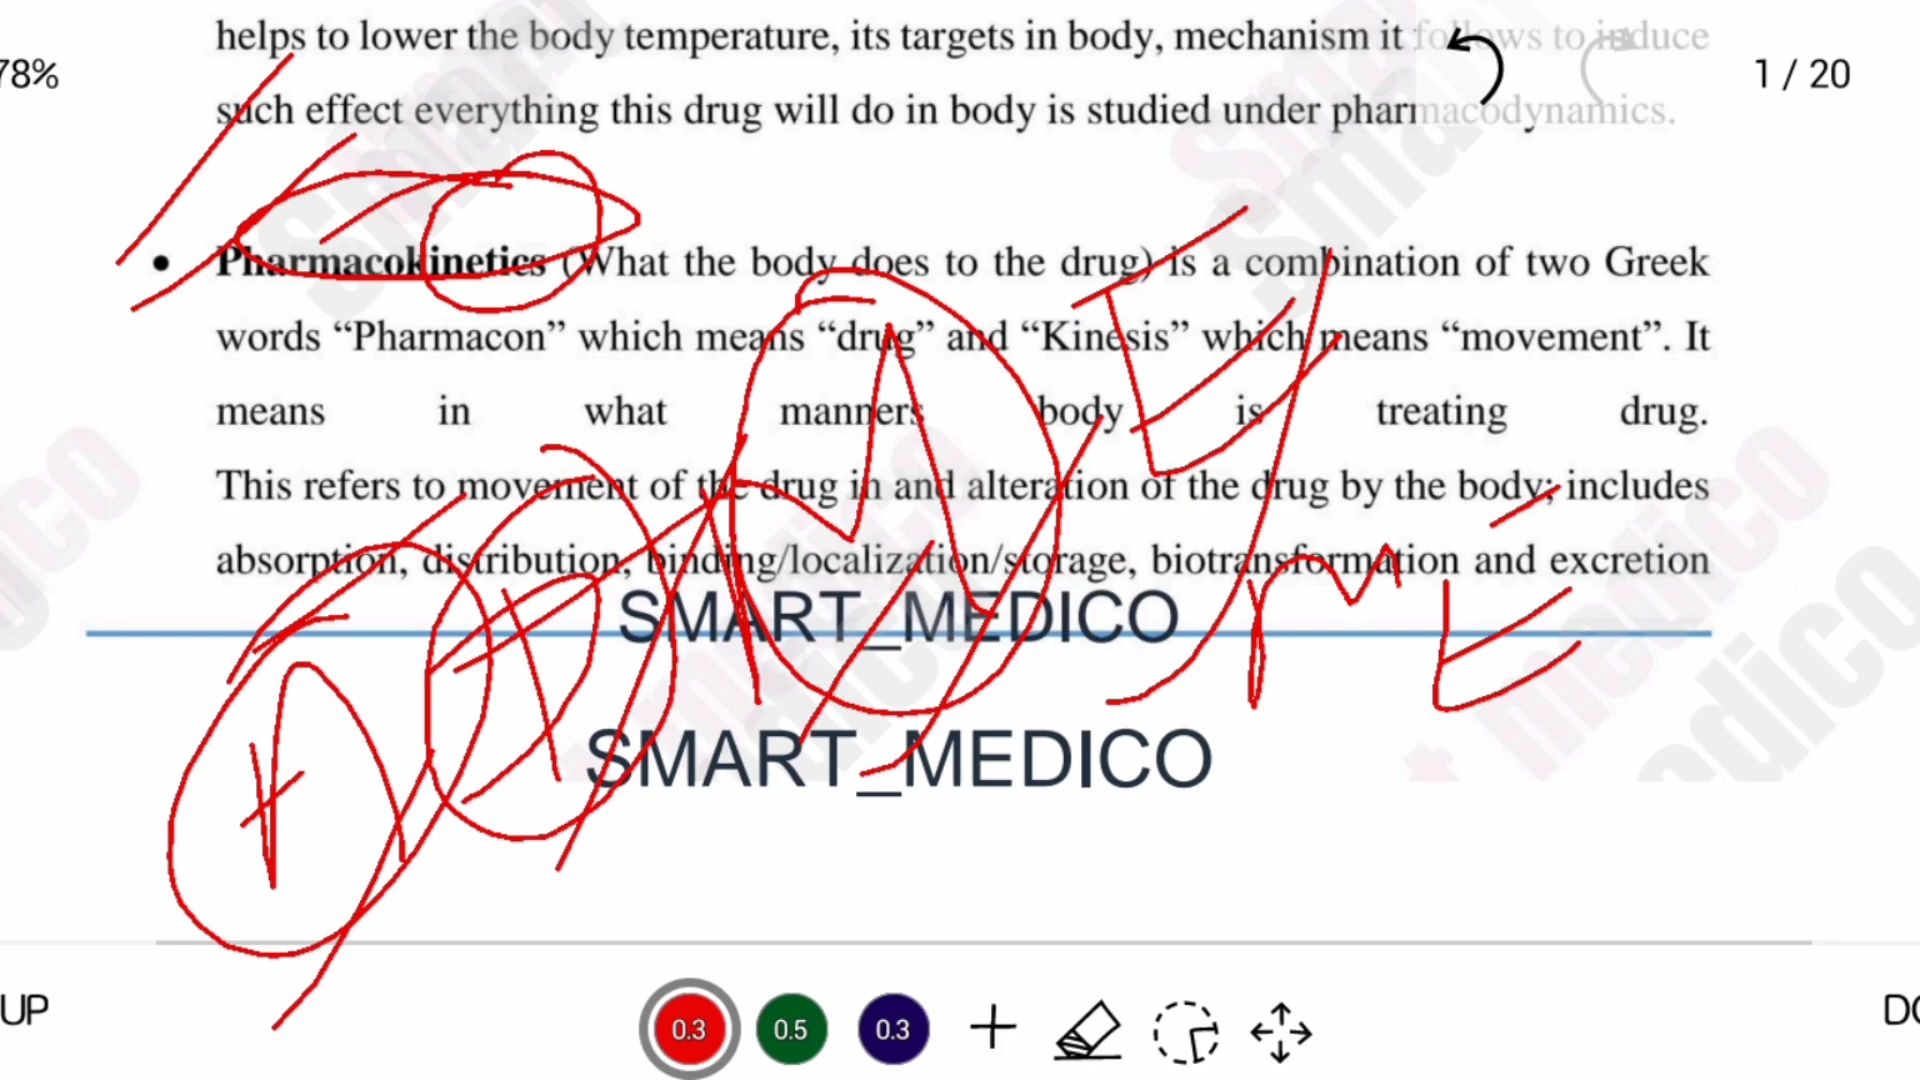 helps to lower the body temperature, its targets in body, mechanism it follows to induce
78%
1 / 20
such effect everything this drug will do in body is studied under pharmacodynamics.
• Pharmacokinetics (What the body does to the drug) is a combination of two Greek
words “Pharmacon” which means “drug” and “Kinesis” which means “movement”. It
means in what manners body is treating drug.
This refers to movement of the drug in and alteration of the drug by the body; includes
absorption, distribution, binding/localization/storage, biotransformation and excretion
SMART_MEDICO
SMART_MEDICO
UP
0.3
0.5
0.3